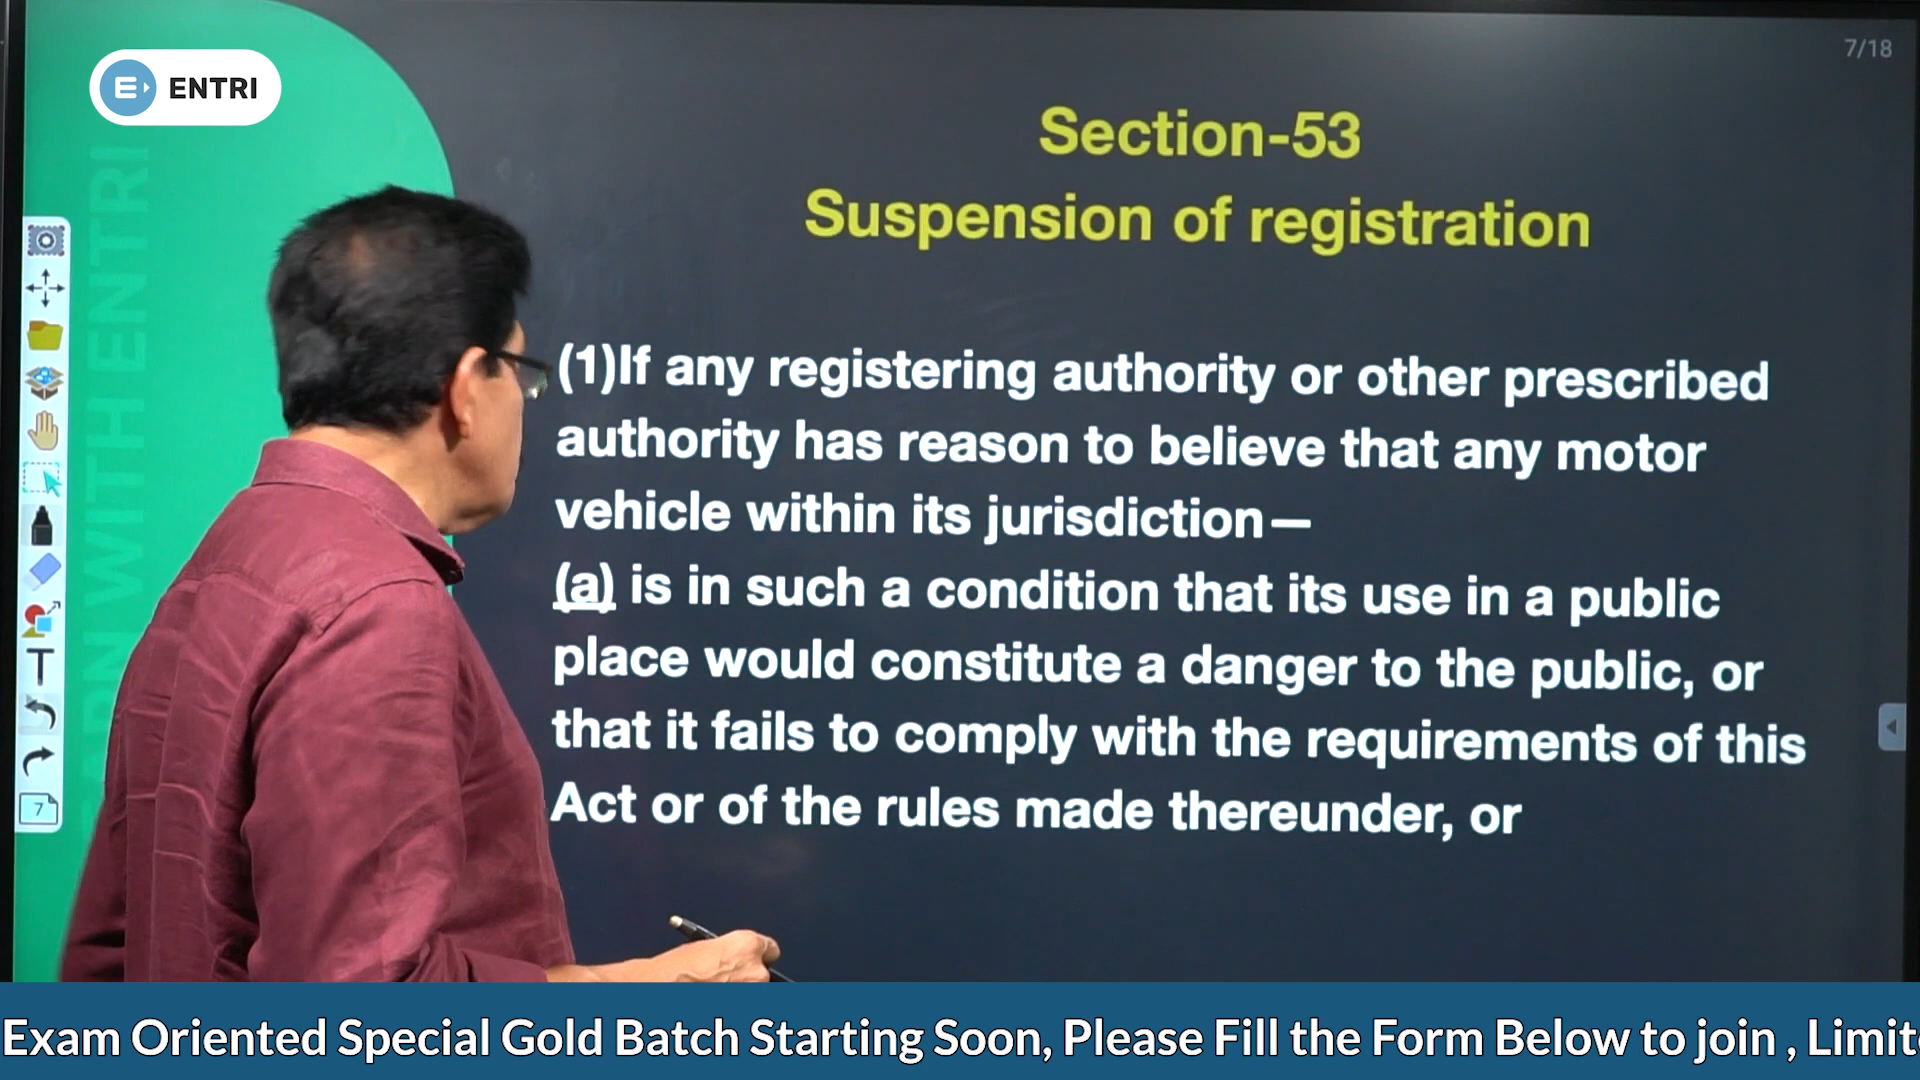 7/18
ENTRI
Section-53
Suspension of registration
(1)If any registering authority or other prescribed
authority has reason to believe that any motor
vehicle within its jurisdiction—
(a) is in such a condition that its use in a public
place would constitute a danger to the public, or
that it fails to comply with the requirements of this
Act or of the rules made thereunder, or
WITH ENTRI
T
7
Exam Oriented Special Gold Batch Starting Soon, Please Fill the Form Below to join ,